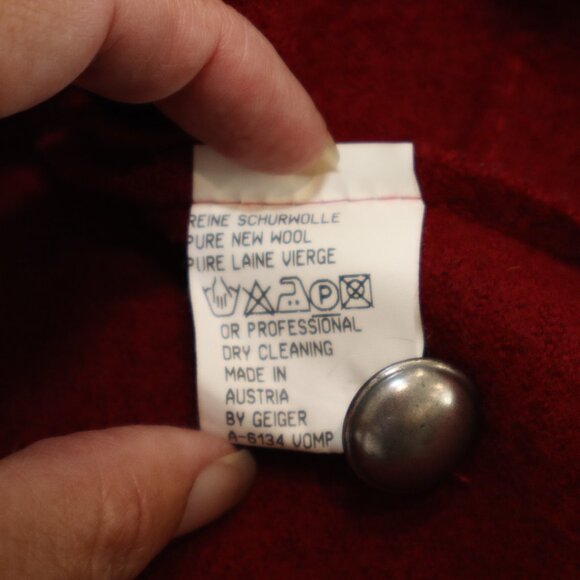 REINE SCHURWOLLE
PURE NEW WOOL
PURE LAINE VIERGE
P
OR PROFESSIONAL
DRY CLEANING
MADE IN
AUSTRIA
BY GEIGER
A-6134 VOMP